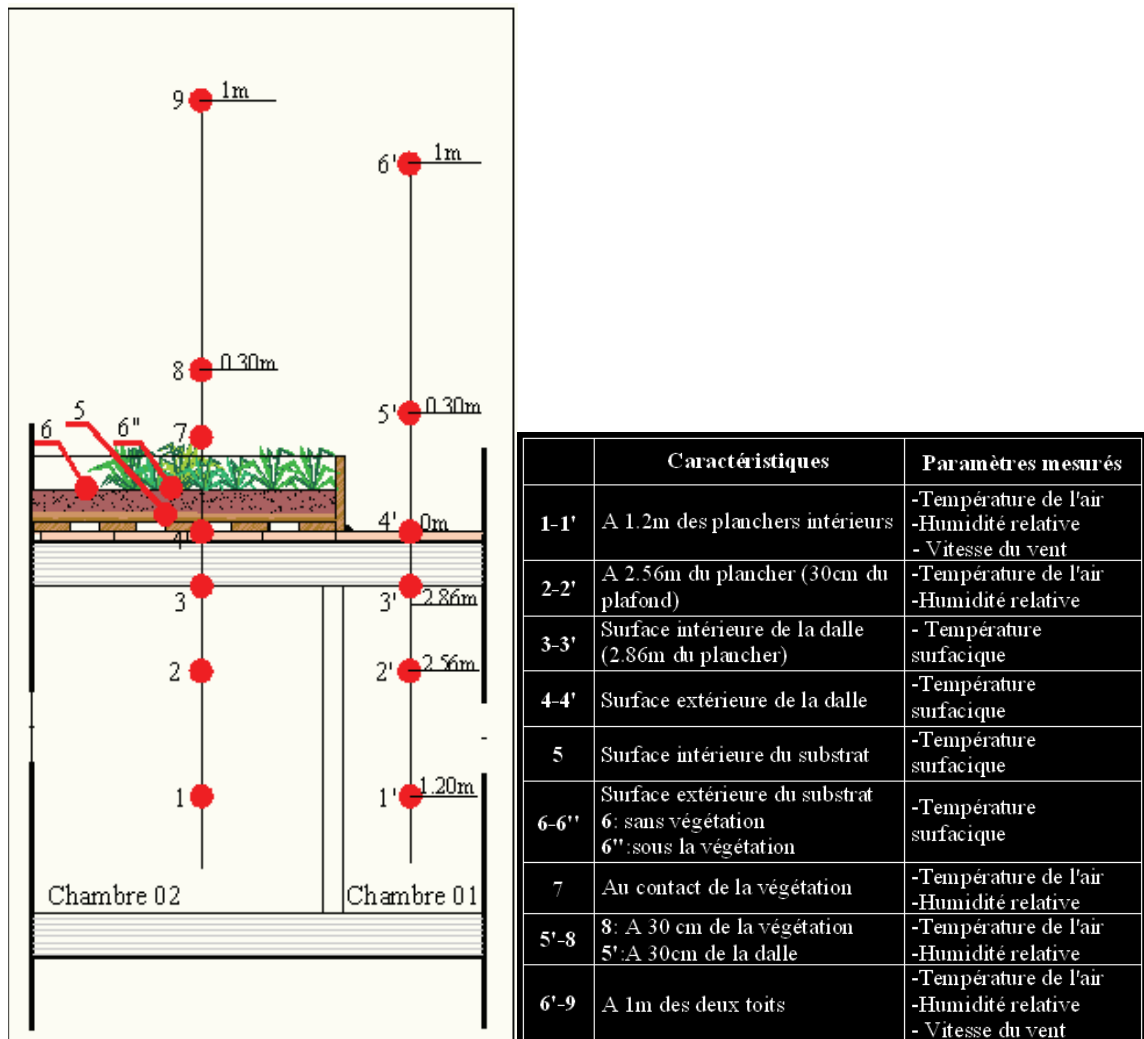 9 1m
6' 1m
8 0.30m
5' 0.30m
5
6 6" 7
4' 0m
4
3 3' 2.86m
2 2' 2.56m
1 1' 1.20m
Chambre 02 Chambre 01
Caractéristiques Paramètres mesurés
1-1' A 1.2m des planchers intérieurs -Température de l'air
-Humidité relative
- Vitesse du vent
2-2' A 2.56m du plancher (30cm du
plafond) -Température de l'air
-Humidité relative
3-3' Surface intérieure de la dalle
(2.86m du plancher) - Température
surfacique
4-4' Surface extérieure de la dalle -Température
surfacique
5 Surface intérieure du substrat -Température
surfacique
6-6'' Surface extérieure du substrat
6: sans végétation
6'':sous la végétation -Température
surfacique
7 Au contact de la végétation -Température de l'air
-Humidité relative
5'-8 8: A 30 cm de la végétation
5':A 30cm de la dalle -Température de l'air
-Humidité relative
6'-9 A 1m des deux toits -Température de l'air
-Humidité relative
- Vitesse du vent